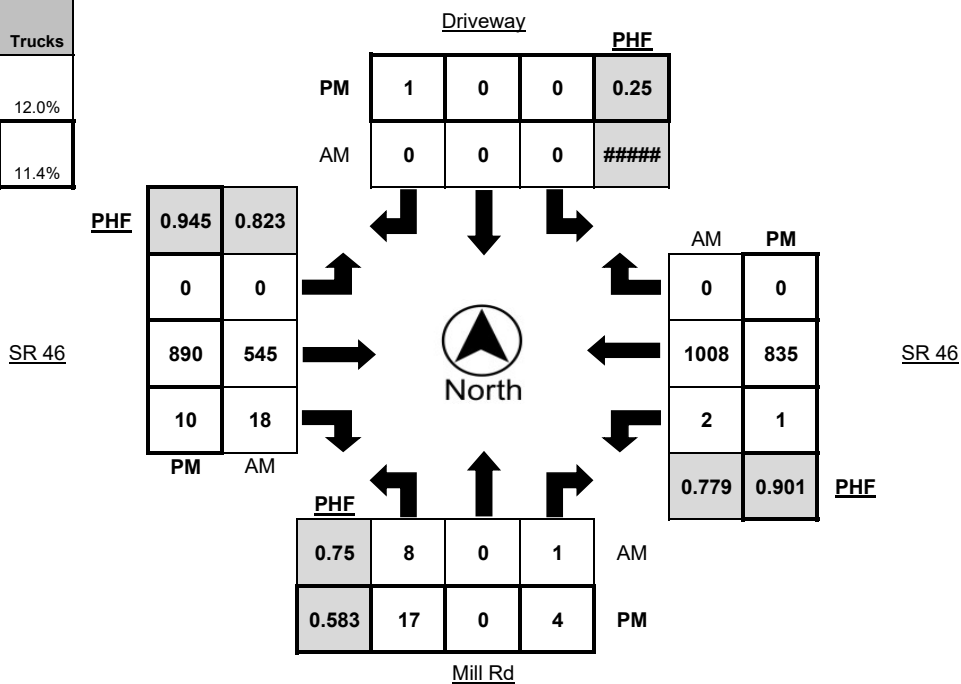 Trucks
12.0%
11.4%
Driveway
PHF
PM 1 0 0 0.25
AM 0 0 0 #####
PHF 0.945 0.823
0 0
SR 46 890 545
10 18
PM AM
North
AM PM
0 0
1008 835 SR 46
2 1
0.779 0.901 PHF
PHF
0.75 8 0 1 AM
0.583 17 0 4 PM
Mill Rd